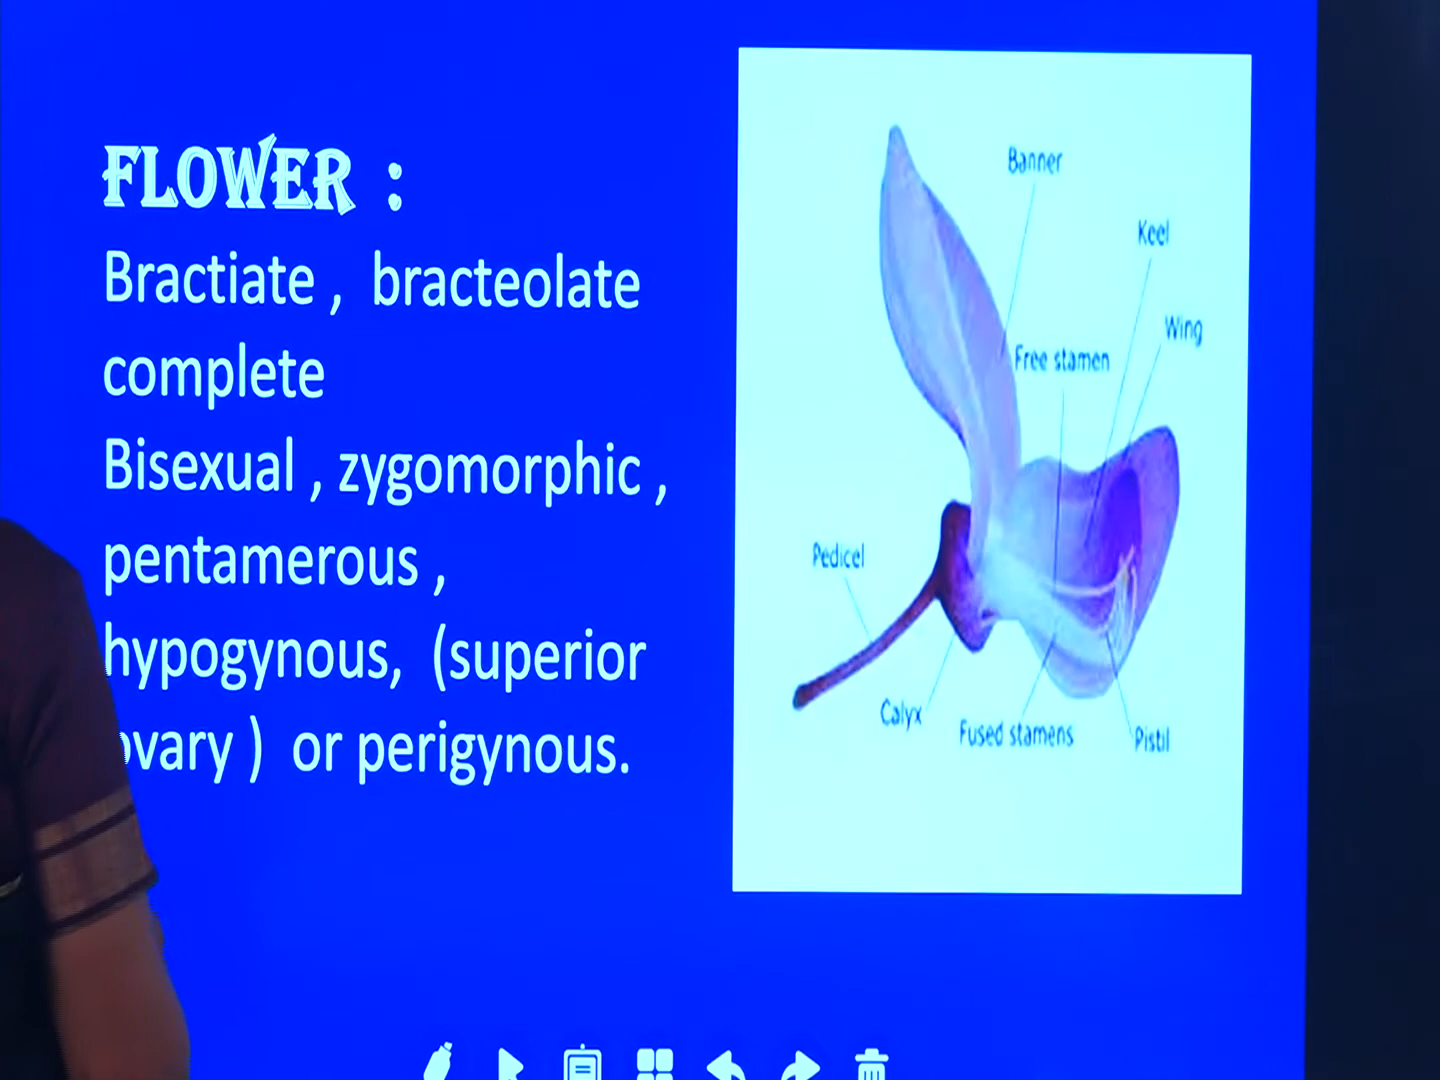 FLOWER :
Bractiate , bracteolate
complete
Bisexual , zygomorphic ,
pentamerous ,
hypogynous, (superior
ovary ) or perigynous.
Banner
Keel
Wing
Free stamen
Pedicel
Calyx
Fused stamens
Pistil